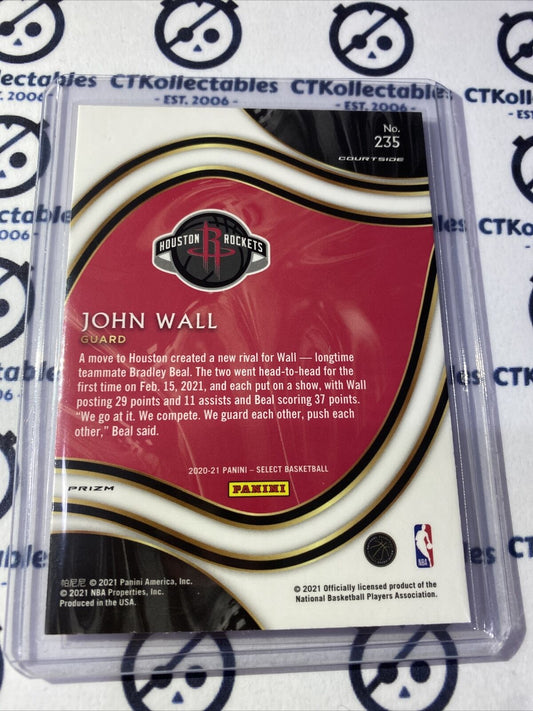 CTKollectables
- EST. 2006 -
CTKollectables
- EST. 2006 -
No.
235
COURTSIDE
HOUSTON R ROCKETS
JOHN WALL
GUARD
A move to Houston created a new rival for Wall — longtime
teammate Bradley Beal. The two went head-to-head for the
first time on Feb. 15, 2021, and each put on a show, with Wall
posting 29 points and 11 assists and Beal scoring 37 points.
“We go at it. We compete. We guard each other, push each
other,” Beal said.
2020-21 PANINI – SELECT BASKETBALL
PANINI
PRIZM
NBA
帕尼尼 © 2021 Panini America, Inc.
© 2021 NBA Properties, Inc.
Produced in the USA.
© 2021 Officially licensed product of the
National Basketball Players Association.